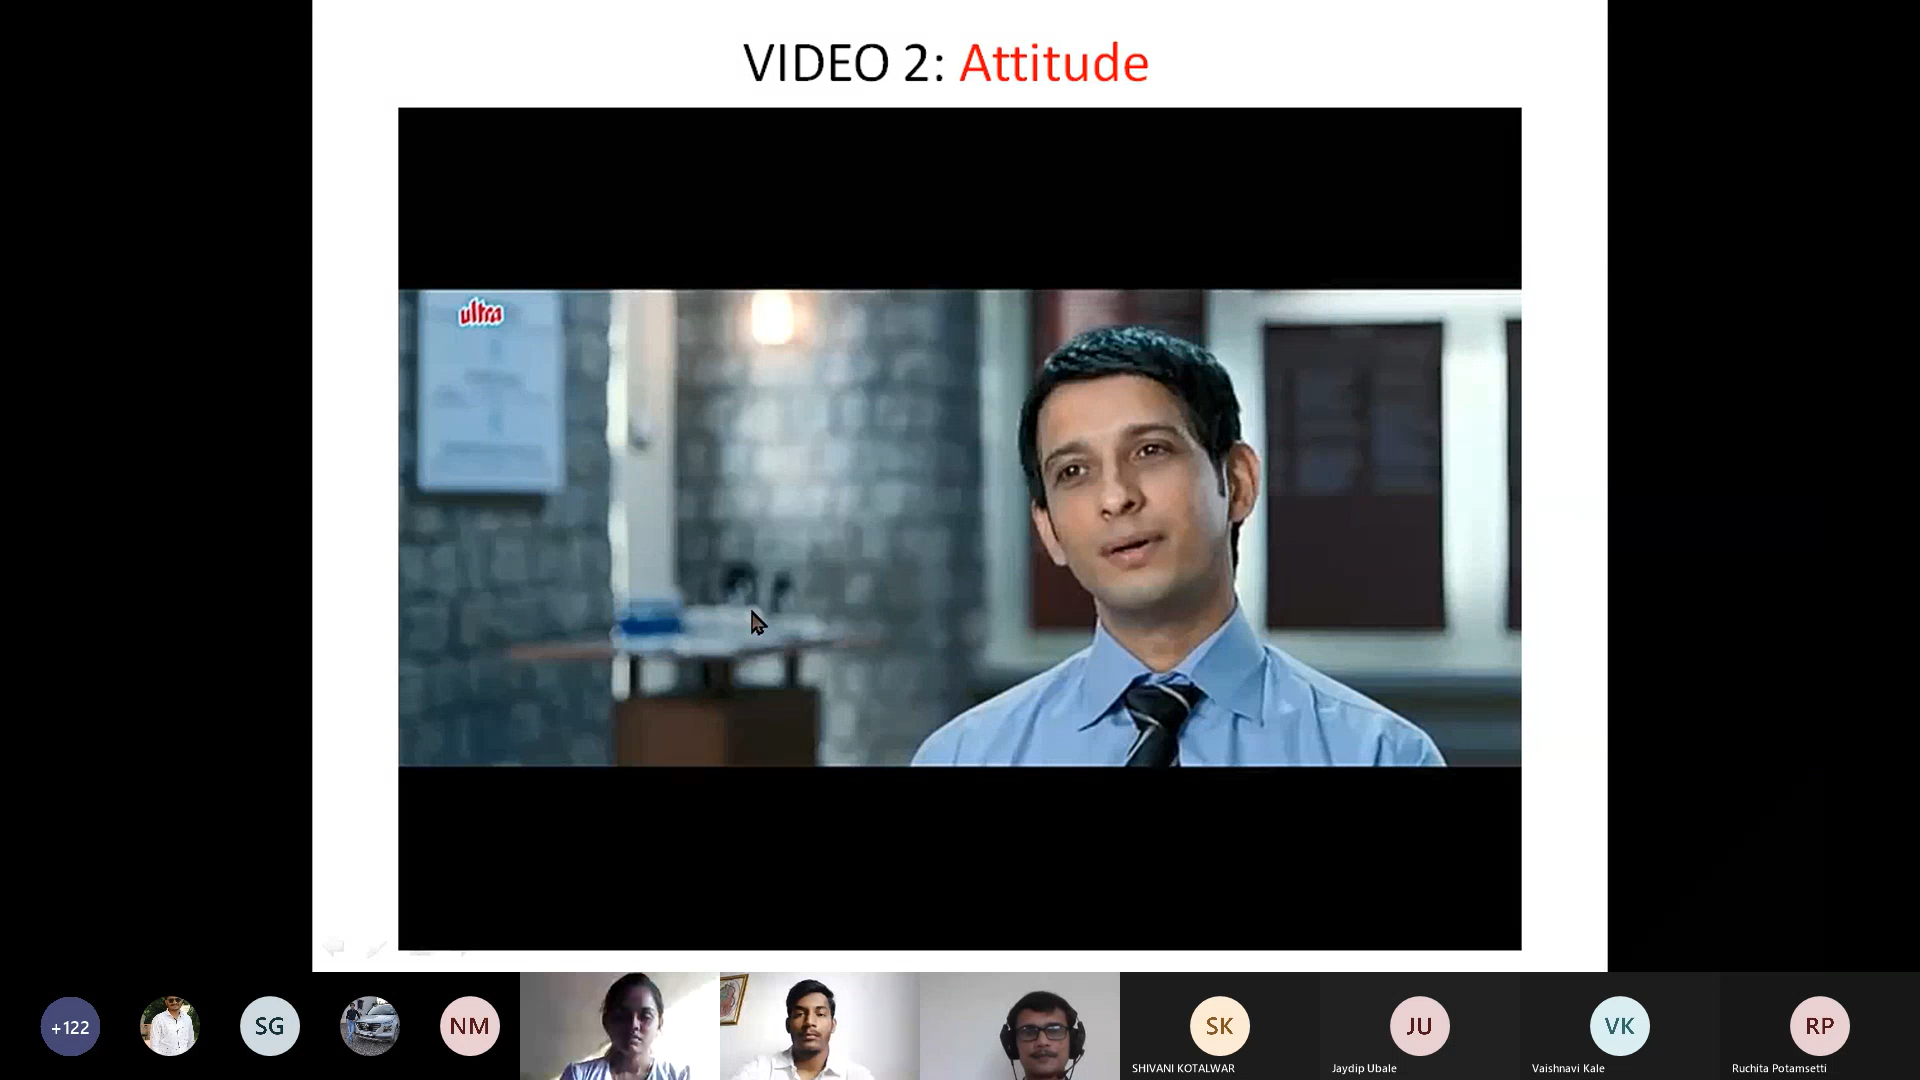 VIDEO 2: Attitude
ultra
+122
SG
NM
SK
SHIVANI KOTALWAR
JU
Jaydip Ubale
VK
Vaishnavi Kale
RP
Ruchita Potamsetti